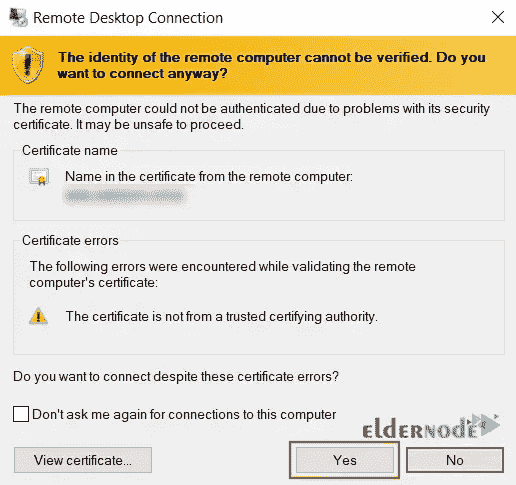 Remote Desktop Connection
The identity of the remote computer cannot be verified. Do you
want to connect anyway?
The remote computer could not be authenticated due to problems with its security
certificate. It may be unsafe to proceed.
Certificate name
Name in the certificate from the remote computer:
Certificate errors
The following errors were encountered while validating the remote
computer's certificate:
The certificate is not from a trusted certifying authority.
Do you want to connect despite these certificate errors?
Don't ask me again for connections to this computer
ELDERNODE
View certificate...
Yes
No